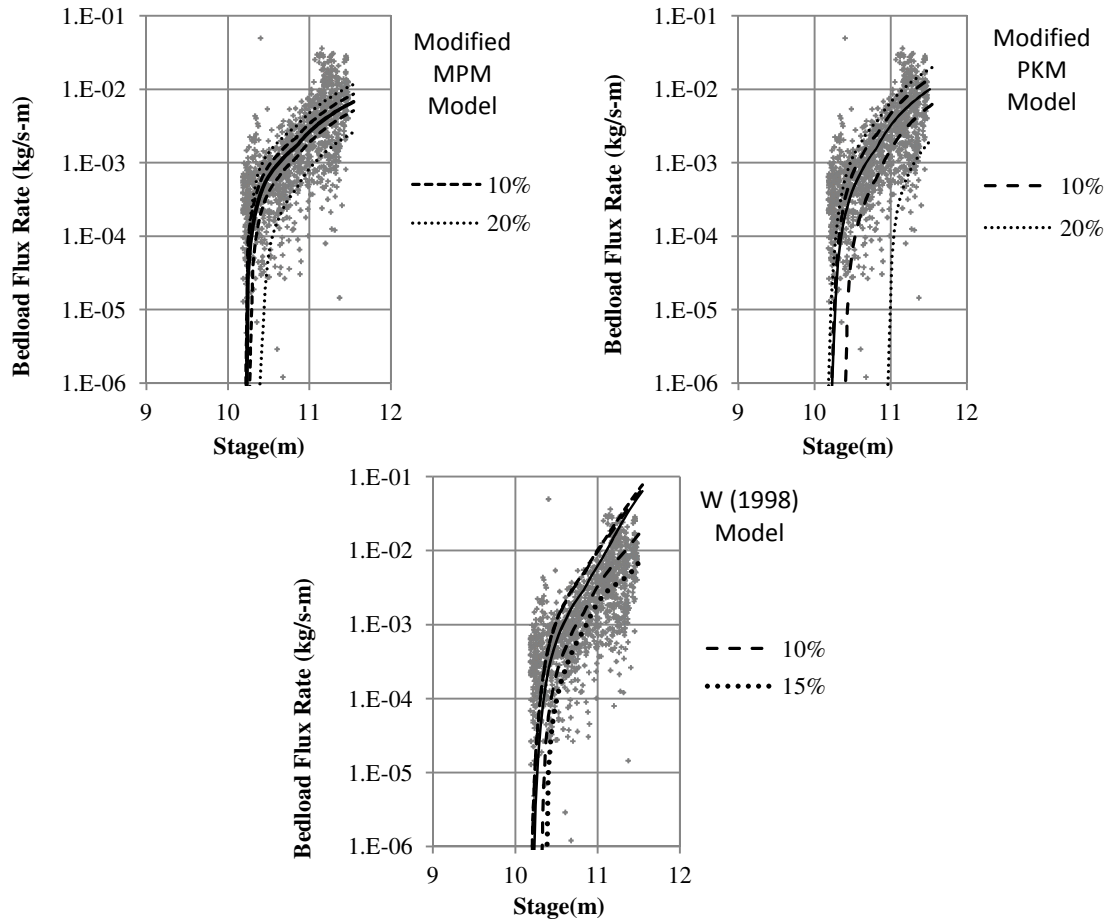 1.E-01
1.E-02
1.E-03
1.E-04
1.E-05
1.E-06
Bedload Flux Rate (kg/s-m)
9 10 11 12
Stage(m)
Modified
MPM
Model
10%
20%
1.E-01
1.E-02
1.E-03
1.E-04
1.E-05
1.E-06
Bedload Flux Rate (kg/s-m)
9 10 11 12
Stage(m)
Modified
PKM
Model
10%
20%
1.E-01
1.E-02
1.E-03
1.E-04
1.E-05
1.E-06
Bedload Flux Rate (kg/s-m)
9 10 11 12
Stage(m)
W (1998)
Model
10%
15%